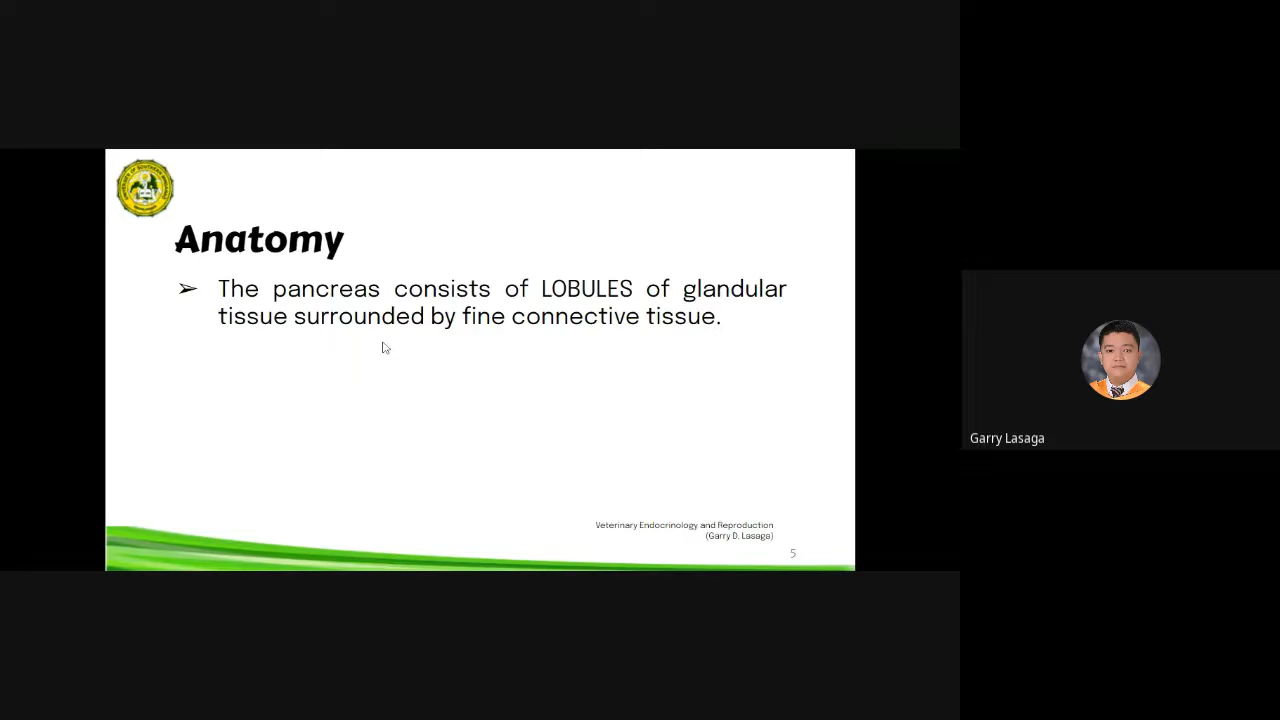 Anatomy
➢ The pancreas consists of LOBULES of glandular
tissue surrounded by fine connective tissue.
Veterinary Endocrinology and Reproduction
(Garry D. Lasaga)
5
Garry Lasaga